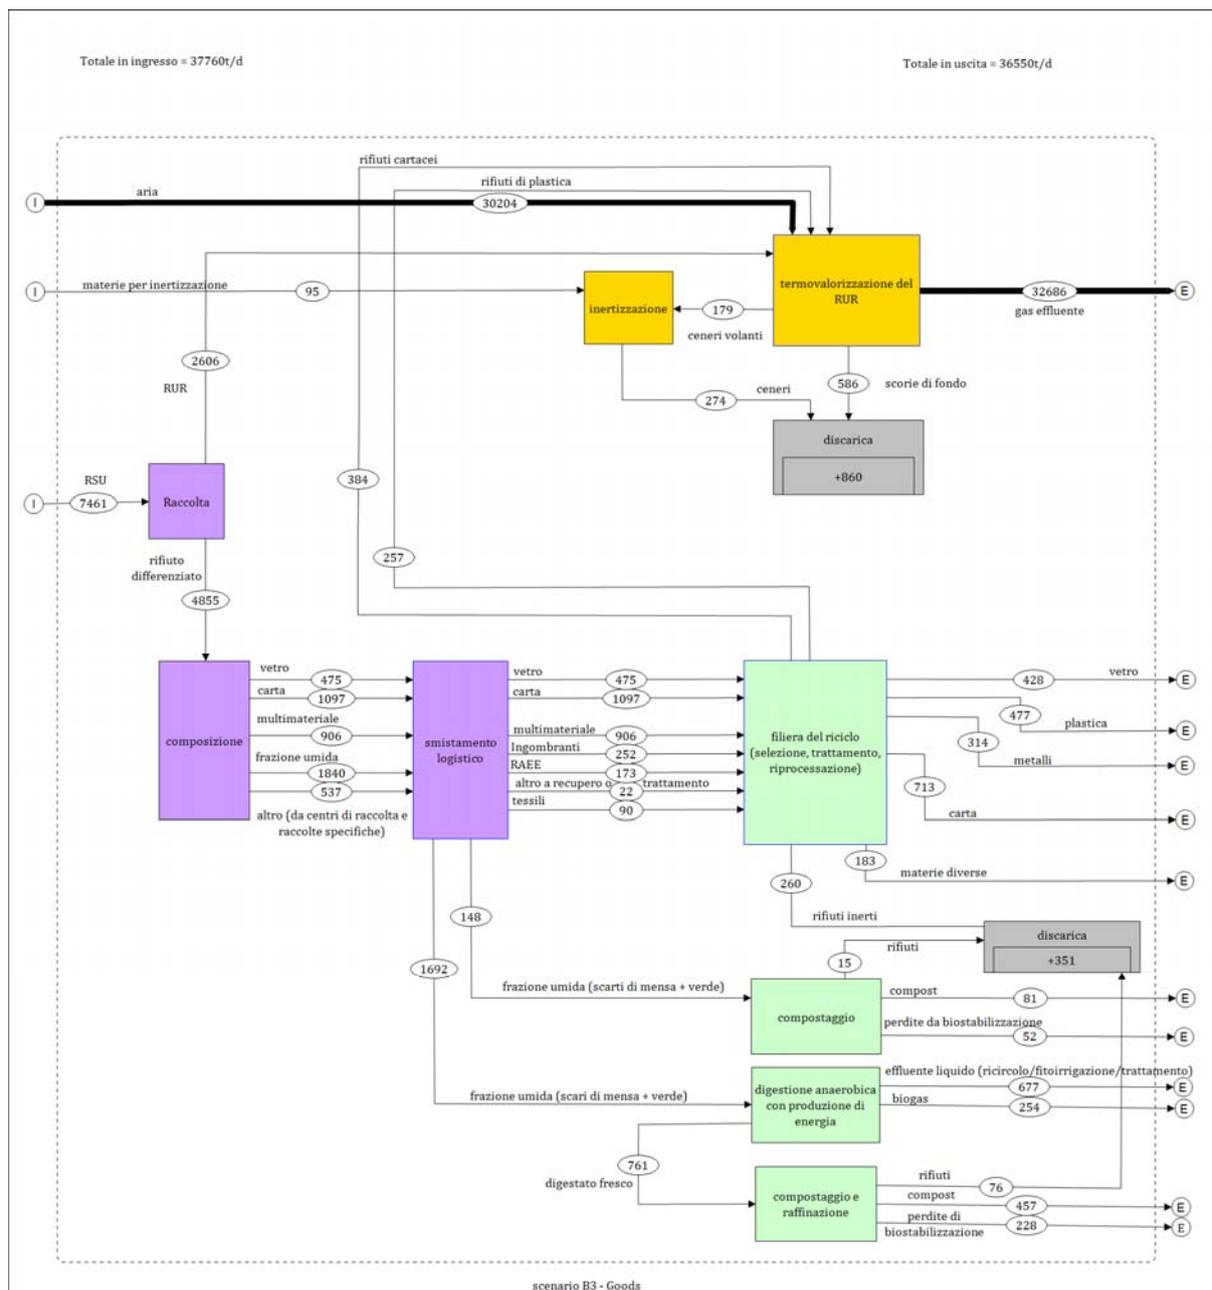 Totale in ingresso = 37760t/d
Totale in uscita = 36550t/d
rifiuti cartacei
rifiuti di plastica
aria
I
30204
termovalorizzazione del
RUR
I
materie per inertizzazione
95
inertizzazione
179
ceneri volanti
32686
gas effluente
E
2606
RUR
274
ceneri
586
scorie di fondo
discarica
+860
384
RSU
I
7461
Raccolta
257
rifiuto
differenziato
4855
composizione
vetro
475
carta
1097
multimateriale
906
frazione umida
1840
537
altro (da centri di raccolta e
raccolte specifiche)
smistamento
logistico
vetro
475
carta
1097
multimateriale
906
Ingombranti
252
RAEE
173
altro a recupero o trattamento
22
tessili
90
filiera del riciclo
(selezione, trattamento,
riprocessazione)
428
vetro
E
477
plastica
E
314
metalli
E
713
carta
E
183
materie diverse
E
260
rifiuti inerti
discarica
+351
148
1692
15
rifiuti
frazione umida (scarti di mensa + verde)
compostaggio
compost
81
E
perdite da biostabilizzazione
52
E
frazione umida (scari di mensa + verde)
digestione anaerobica
con produzione di
energia
effluente liquido (ricircolo/fitoirrigazione/trattamento)
677
E
biogas
254
E
761
digestato fresco
compostaggio e
raffinazione
rifiuti
76
compost
457
E
perdite di
biostabilizzazione
228
E
scenario B3 - Goods